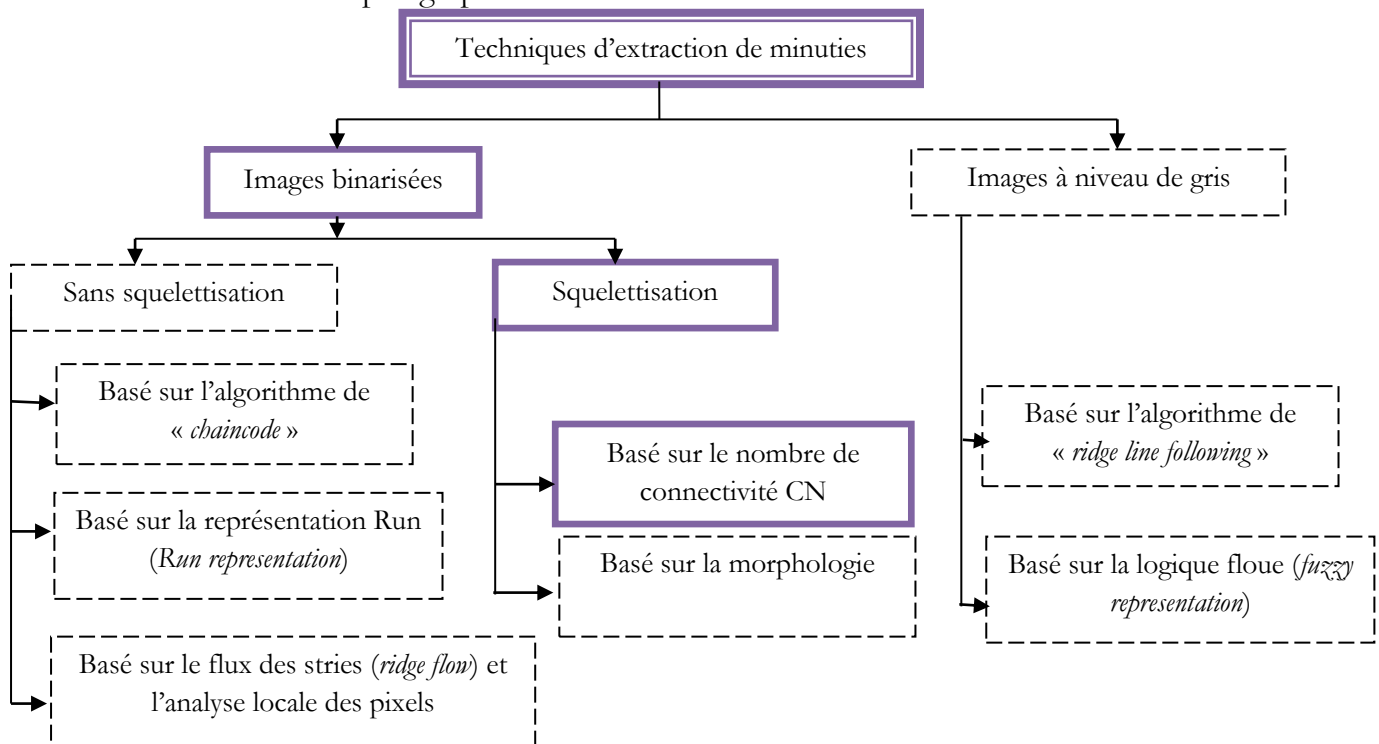 Techniques d'extraction de minuties
Images binarisées
Images à niveau de gris
Sans squelettisation
Squelettisation
Basé sur l'algorithme de
« chaincode »
Basé sur l'algorithme de
« ridge line following »
Basé sur le nombre de
connectivité CN
Basé sur la représentation Run
(Run representation)
Basé sur la morphologie
Basé sur la logique floue (fuzzy
representation)
Basé sur le flux des stries (ridge flow) et
l'analyse locale des pixels